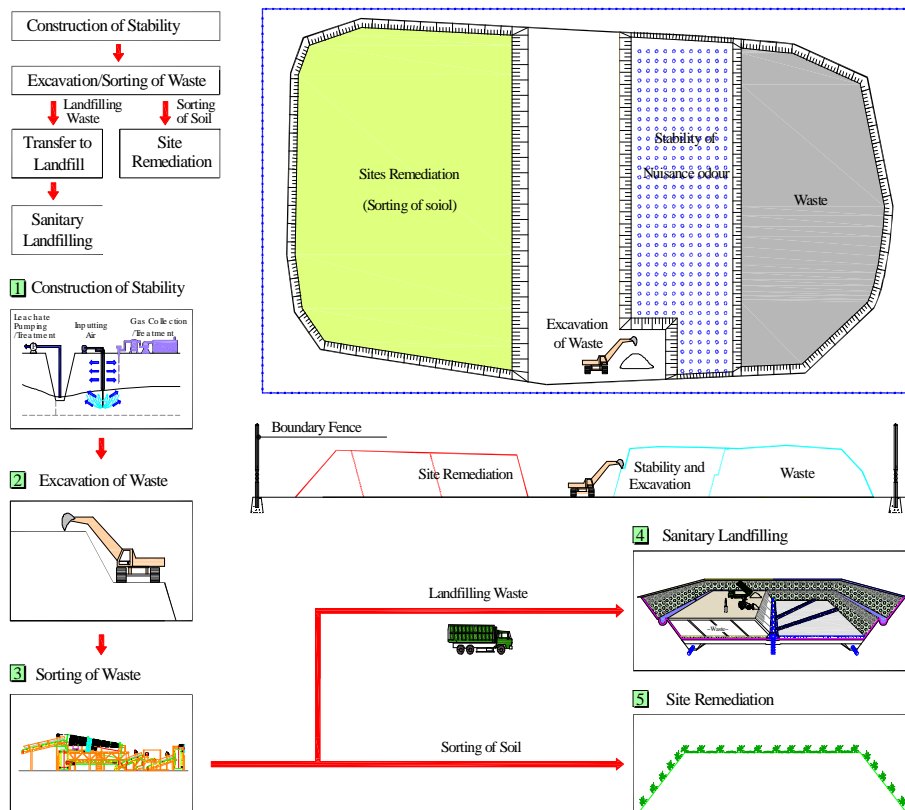 Construction of Stability
Excavation/Sorting of Waste
Landfilling
Waste
Sorting
of Soil
Transfer to
Landfill
Site
Remediation
Sanitary
Landfilling
Sites Remediation
(Sorting of soiol)
Stability of
Nuisance odour
Waste
Excavation
of Waste
1 Construction of Stability
Leachate
Pumping
/Treatment
Inputting
Air
Gas Collection
/Treatment
Boundary Fence
Site Remediation
Stability and
Excavation
Waste
2 Excavation of Waste
3 Sorting of Waste
Landfilling Waste
Sorting of Soil
4 Sanitary Landfilling
~Waste~
5 Site Remediation